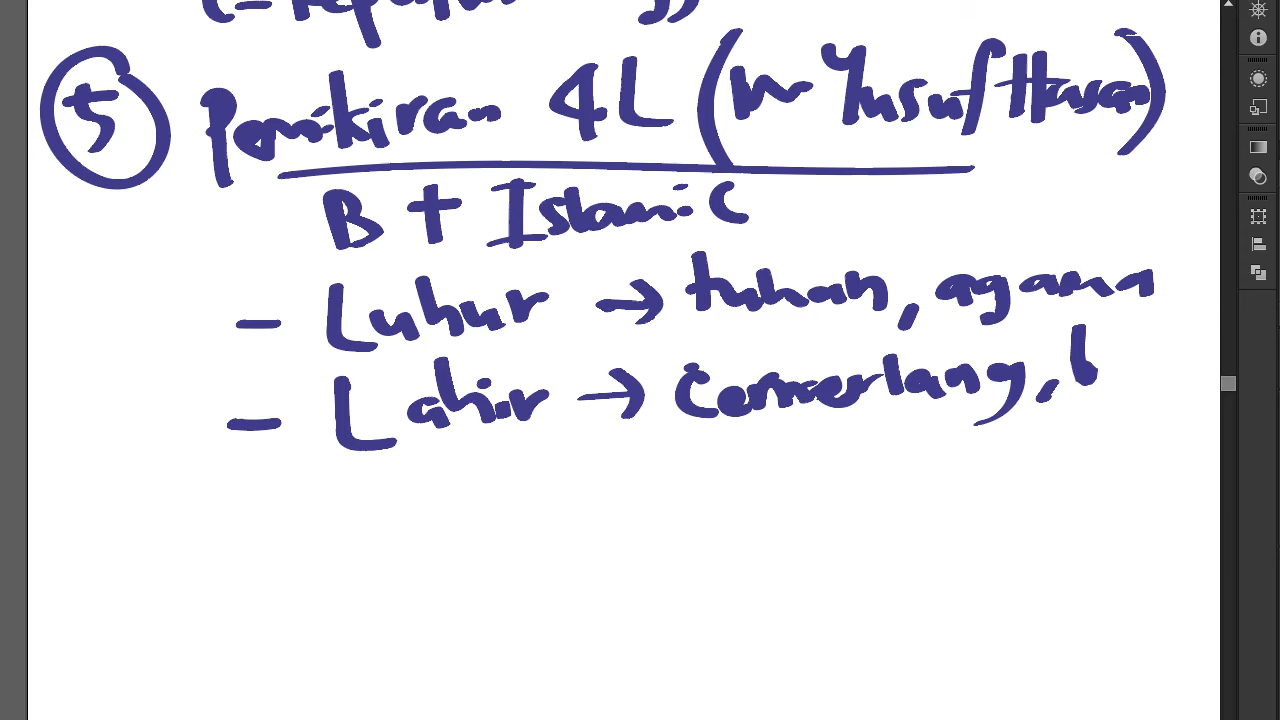 5 Pemikiran 4L (M Yusuf Hasan)
B + Islamic
- Luhur → tuhan, agama
- Lahir → Cemerlang, b